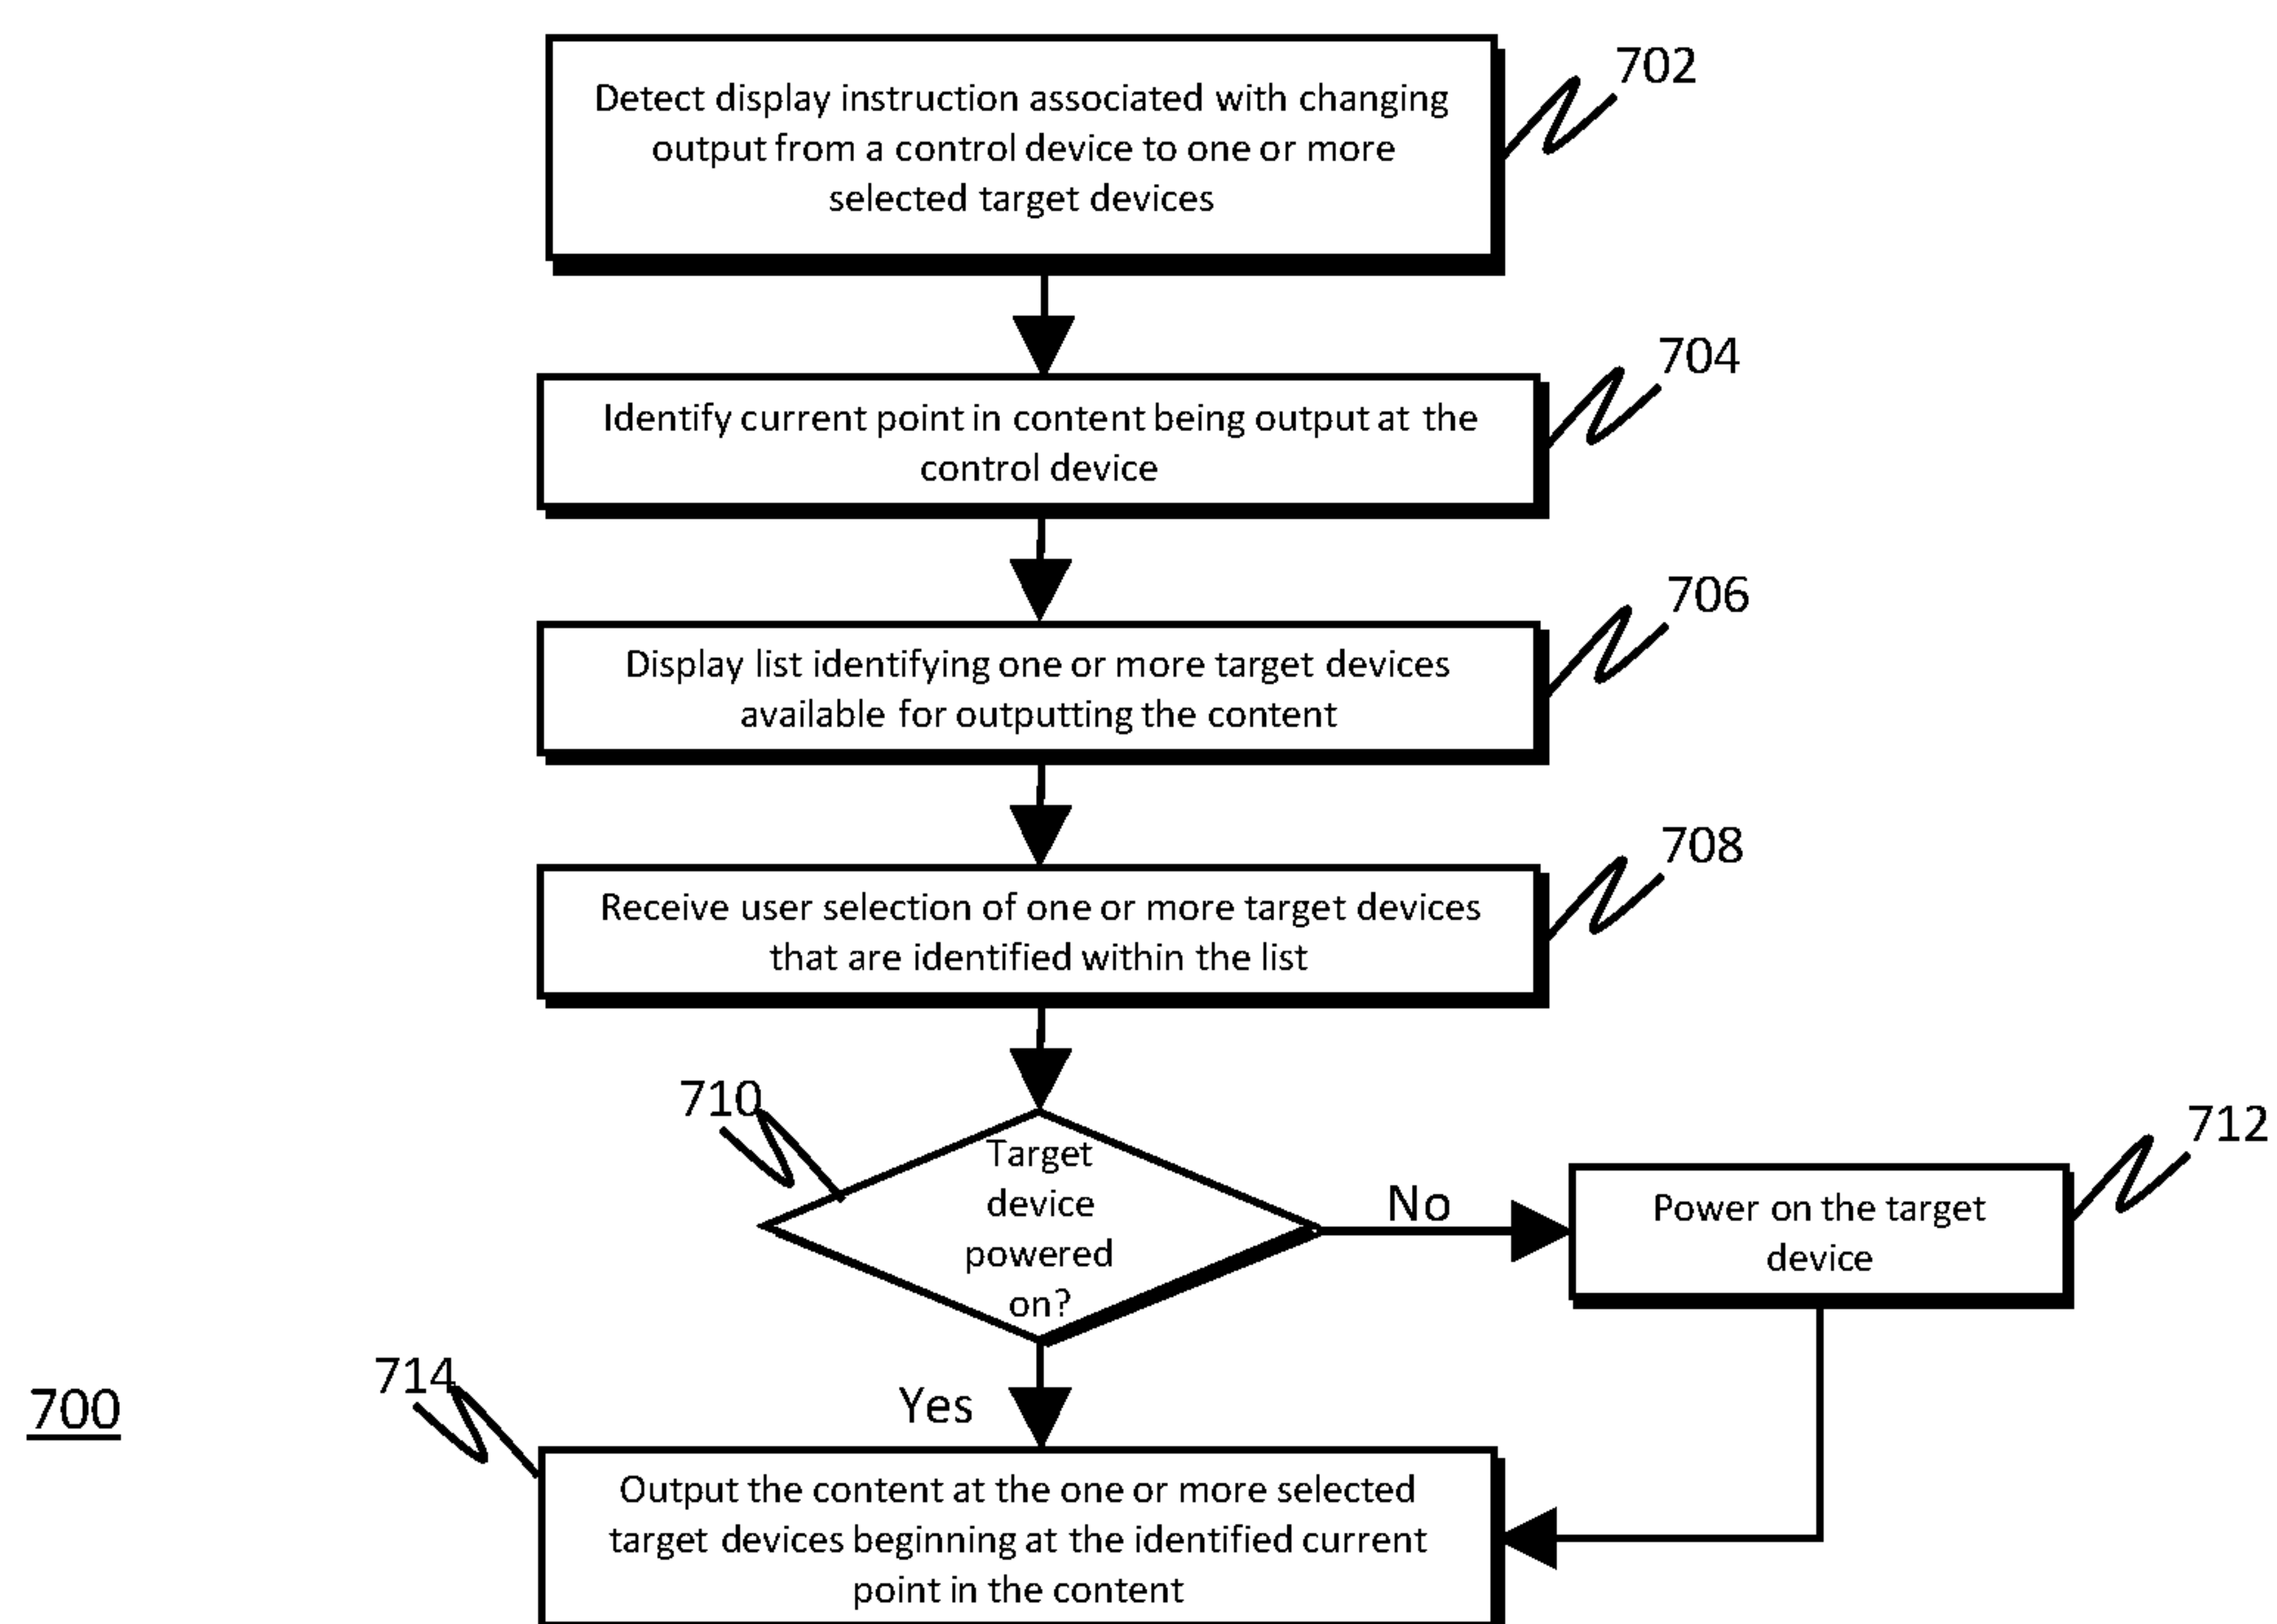 Detect display instruction associated with changing
output from a control device to one or more
selected target devices
702
Identify current point in content being output at the
control device
704
Display list identifying one or more target devices
available for outputting the content
706
Receive user selection of one or more target devices
that are identified within the list
708
710
Target
device
powered
on?
No
Power on the target
device
712
Yes
714
Output the content at the one or more selected
target devices beginning at the identified current
point in the content
700